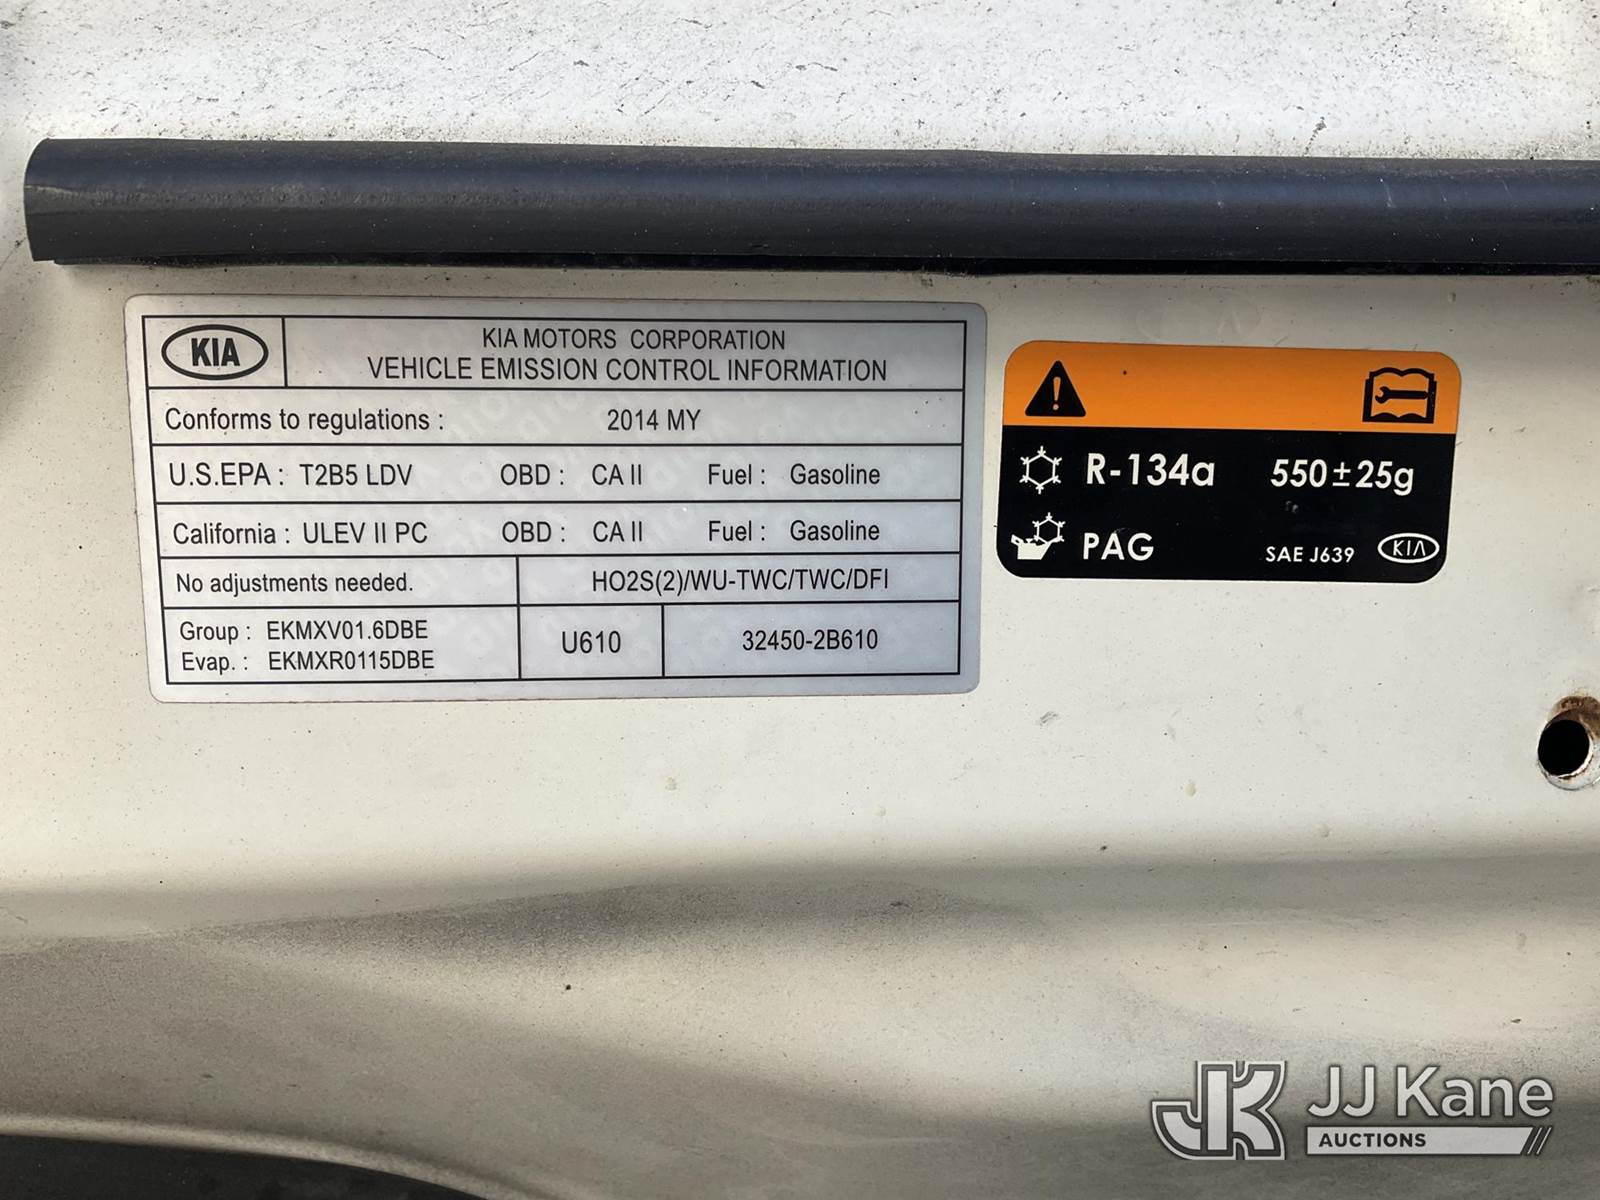 KIA
KIA MOTORS CORPORATION
VEHICLE EMISSION CONTROL INFORMATION
Conforms to regulations : 2014 MY
U.S.EPA : T2B5 LDV OBD : CA II Fuel : Gasoline
California : ULEV II PC OBD : CA II Fuel : Gasoline
No adjustments needed. HO2S(2)/WU-TWC/TWC/DFI
Group : EKMXV01.6DBE
Evap. : EKMXR0115DBE
U610
32450-2B610
R-134a 550±25g
PAG SAE J639 KIA
JK JJ Kane
AUCTIONS